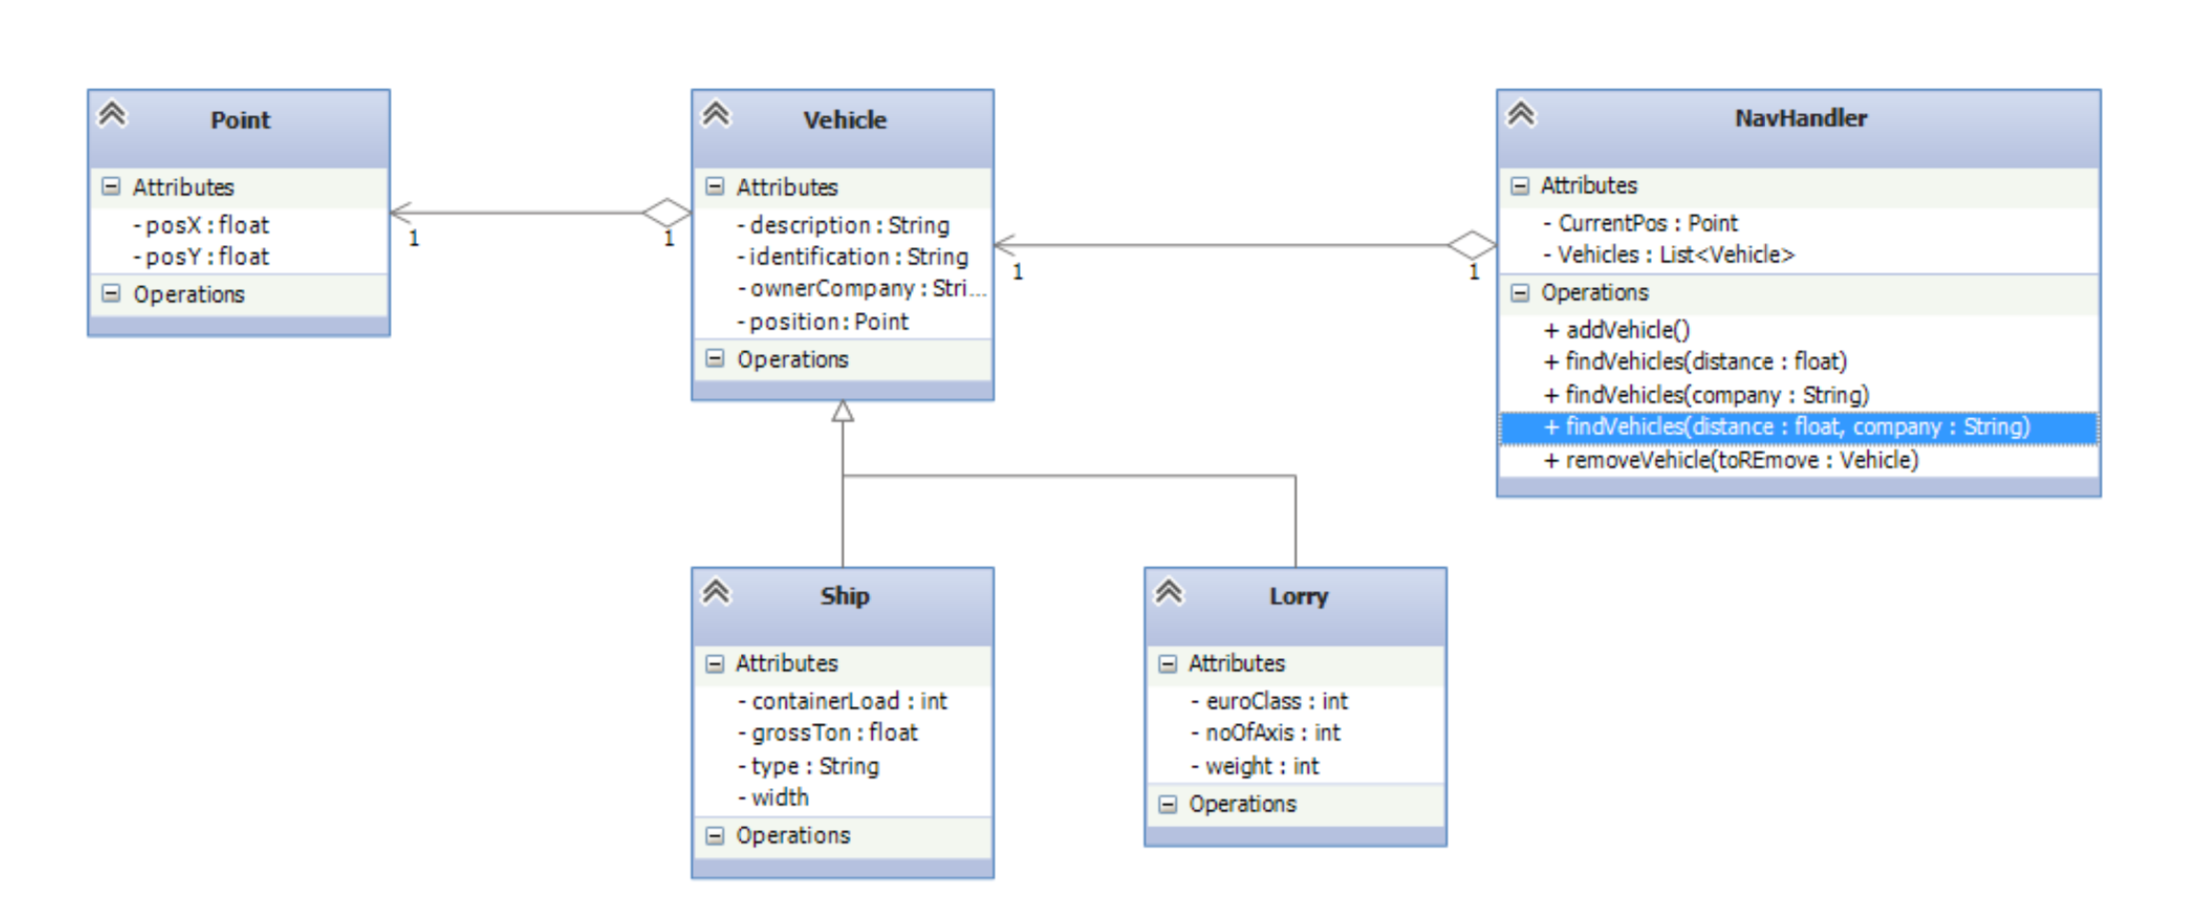 Point
Attributes
- posX : float
- posY : float
Operations
1
1
Vehicle
Attributes
- description : String
- identification : String
- ownerCompany : Stri...
- position : Point
Operations
1
1
NavHandler
Attributes
- CurrentPos : Point
- Vehicles : List<Vehicle>
Operations
+ addVehicle()
+ findVehicles(distance : float)
+ findVehicles(company : String)
+ findVehicles(distance : float, company : String)
+ removeVehicle(toREmove : Vehicle)
Ship
Attributes
- containerLoad : int
- grossTon : float
- type : String
- width
Operations
Lorry
Attributes
- euroClass : int
- noOfAxis : int
- weight : int
Operations